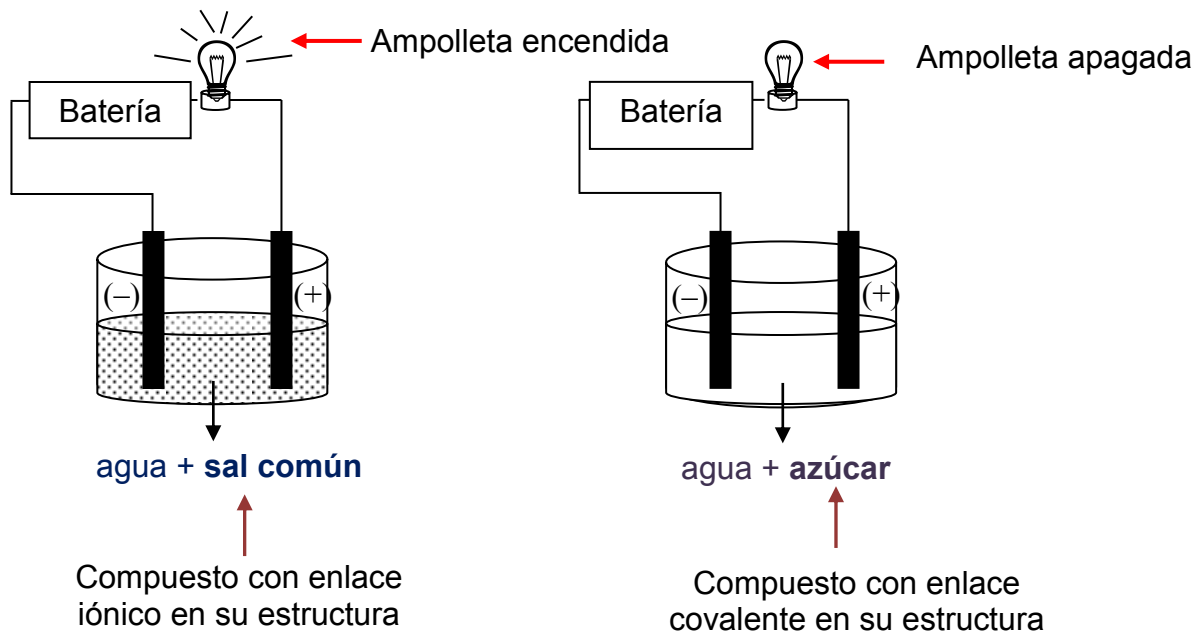 Ampolleta encendida
Batería
(–)
(+)
agua + sal común
Compuesto con enlace
iónico en su estructura
Ampolleta apagada
Batería
(–)
(+)
agua + azúcar
Compuesto con enlace
covalente en su estructura